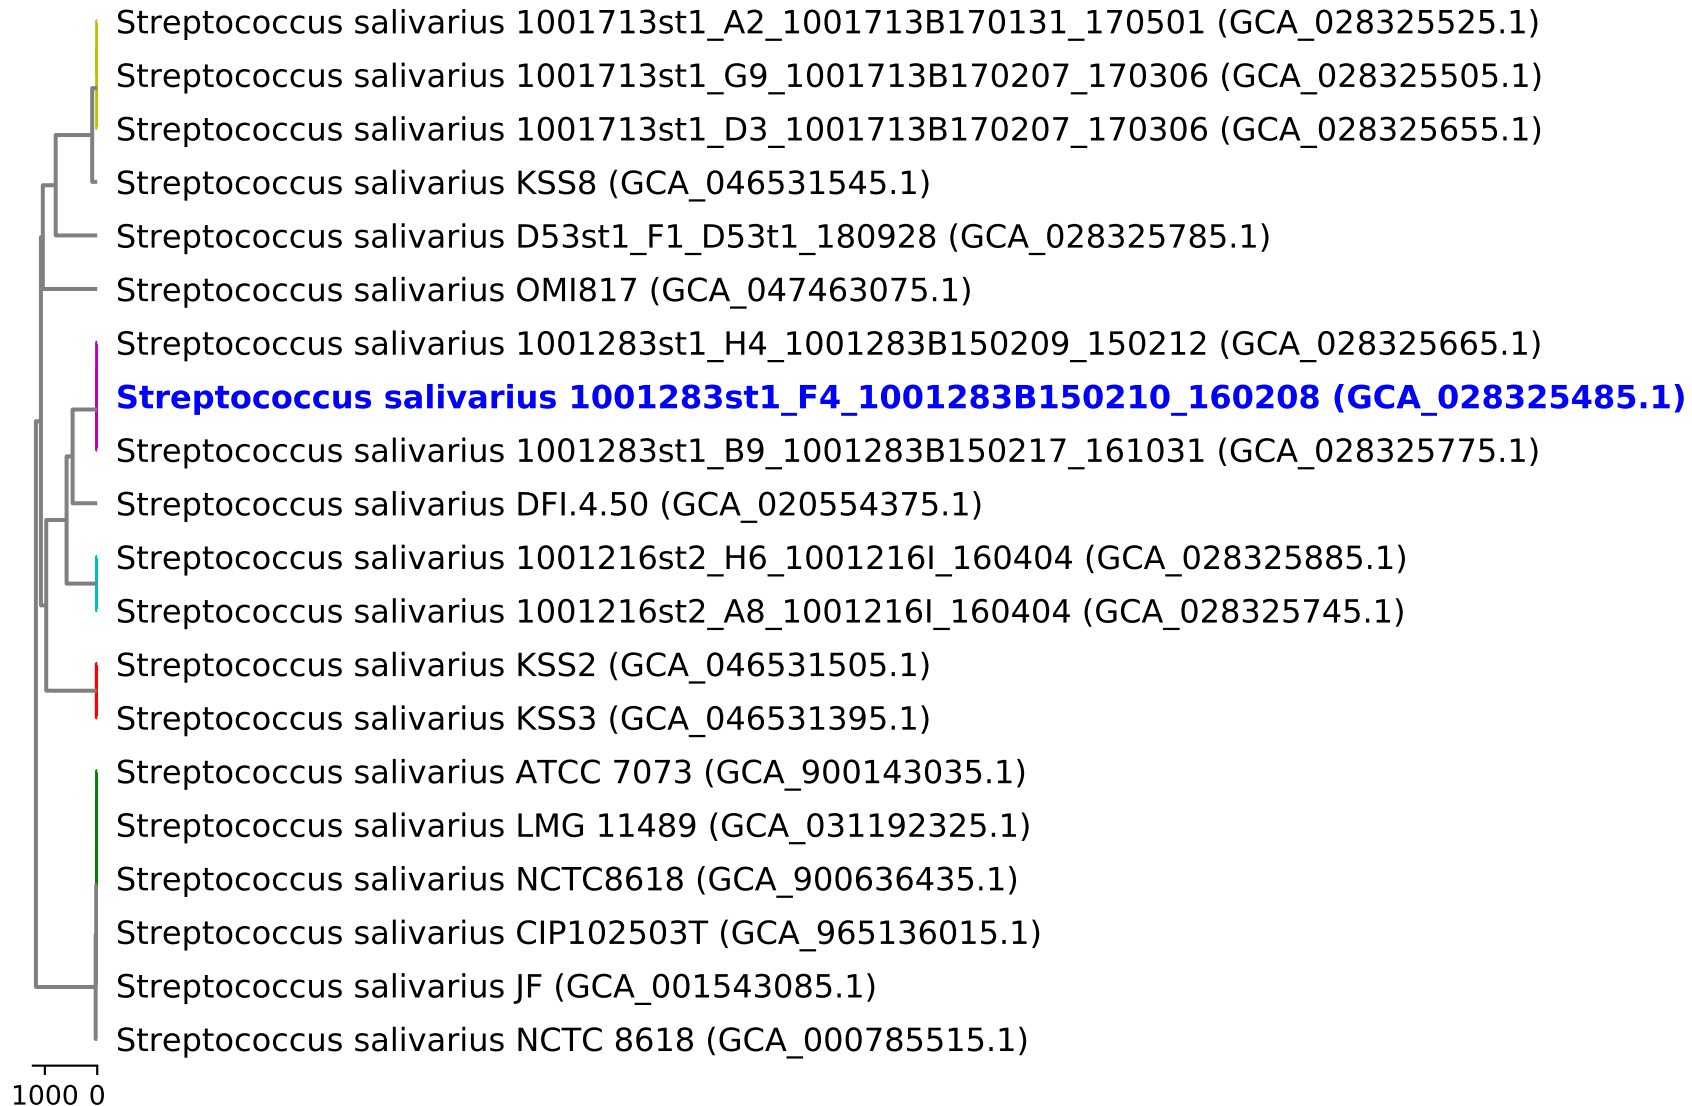 Streptococcus salivarius 1001713st1_A2_1001713B170131_170501 (GCA_028325525.1)
Streptococcus salivarius 1001713st1_G9_1001713B170207_170306 (GCA_028325505.1)
Streptococcus salivarius 1001713st1_D3_1001713B170207_170306 (GCA_028325655.1)
Streptococcus salivarius KSS8 (GCA_046531545.1)
Streptococcus salivarius D53st1_F1_D53t1_180928 (GCA_028325785.1)
Streptococcus salivarius OMI817 (GCA_047463075.1)
Streptococcus salivarius 1001283st1_H4_1001283B150209_150212 (GCA_028325665.1)
Streptococcus salivarius 1001283st1_F4_1001283B150210_160208 (GCA_028325485.1)
Streptococcus salivarius 1001283st1_B9_1001283B150217_161031 (GCA_028325775.1)
Streptococcus salivarius DFI.4.50 (GCA_020554375.1)
Streptococcus salivarius 1001216st2_H6_1001216I_160404 (GCA_028325885.1)
Streptococcus salivarius 1001216st2_A8_1001216I_160404 (GCA_028325745.1)
Streptococcus salivarius KSS2 (GCA_046531505.1)
Streptococcus salivarius KSS3 (GCA_046531395.1)
Streptococcus salivarius ATCC 7073 (GCA_900143035.1)
Streptococcus salivarius LMG 11489 (GCA_031192325.1)
Streptococcus salivarius NCTC8618 (GCA_900636435.1)
Streptococcus salivarius CIP102503T (GCA_965136015.1)
Streptococcus salivarius JF (GCA_001543085.1)
Streptococcus salivarius NCTC 8618 (GCA_000785515.1)
1000 0